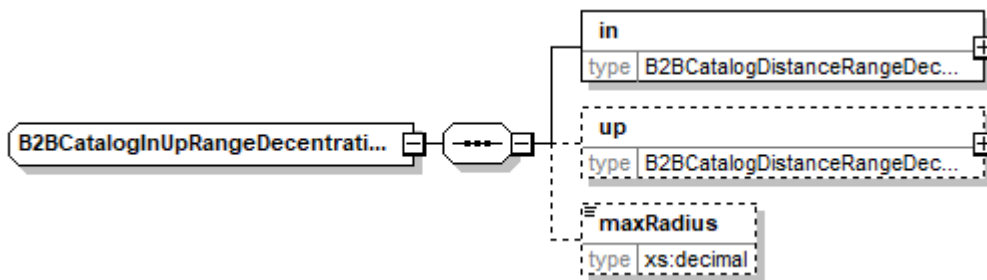 in
type B2BCatalogDistanceRangeDec...
B2BCatalogInUpRangeDecentrati...
up
type B2BCatalogDistanceRangeDec...
maxRadius
type xs:decimal